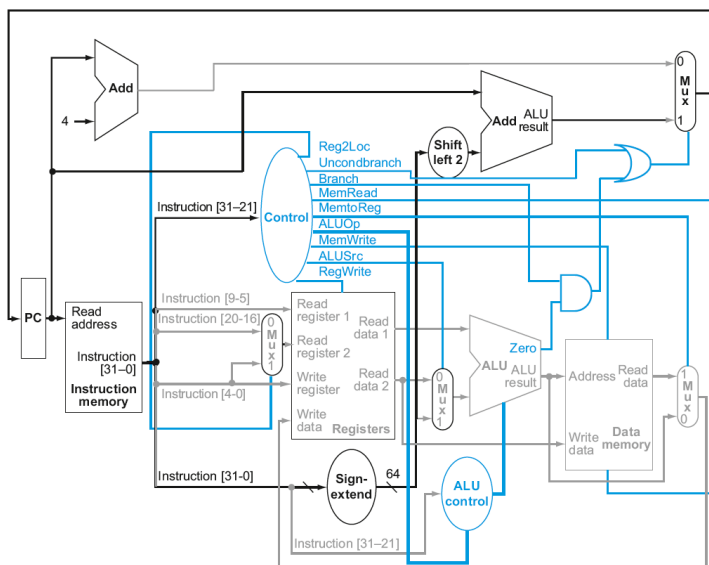 Add
4
0
M
u
x
1
Add
ALU
result
Shift
left 2
Reg2Loc
Uncondbranch
Branch
MemRead
MemtoReg
ALUOp
MemWrite
ALUSrc
RegWrite
Instruction [31–21]
Control
PC
Read
address
Instruction
[31–0]
Instruction
memory
Instruction [9-5]
Instruction [20-16]
Instruction [4-0]
0
M
u
x
1
Read
register 1
Read
register 2
Write
register
Write
data
Read
data 1
Read
data 2
Registers
0
M
u
x
1
Zero
ALU
ALU
result
Address
Read
data
Write
data
Data
memory
1
M
u
x
0
Instruction [31-0]
Sign-
extend
64
ALU
control
Instruction [31–21]